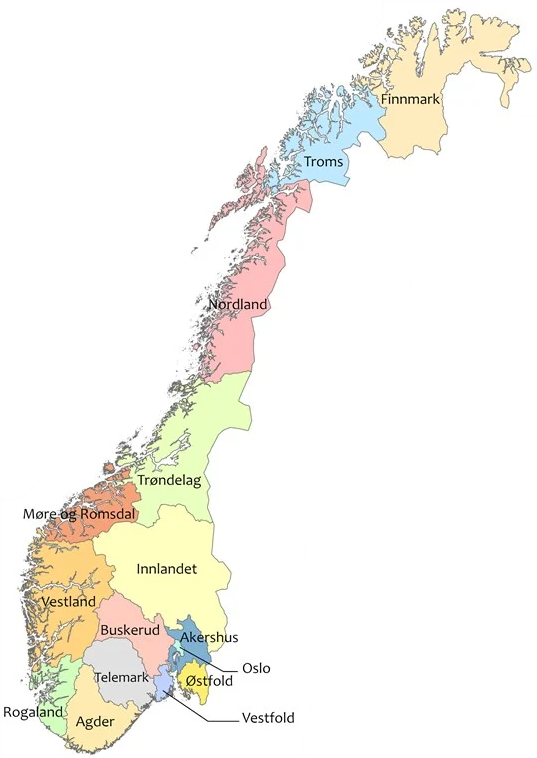 Finnmark
Troms
Nordland
Trøndelag
Møre og Romsdal
Innlandet
Vestland
Buskerud
Akershus
Oslo
Telemark
Østfold
Rogaland
Agder
Vestfold